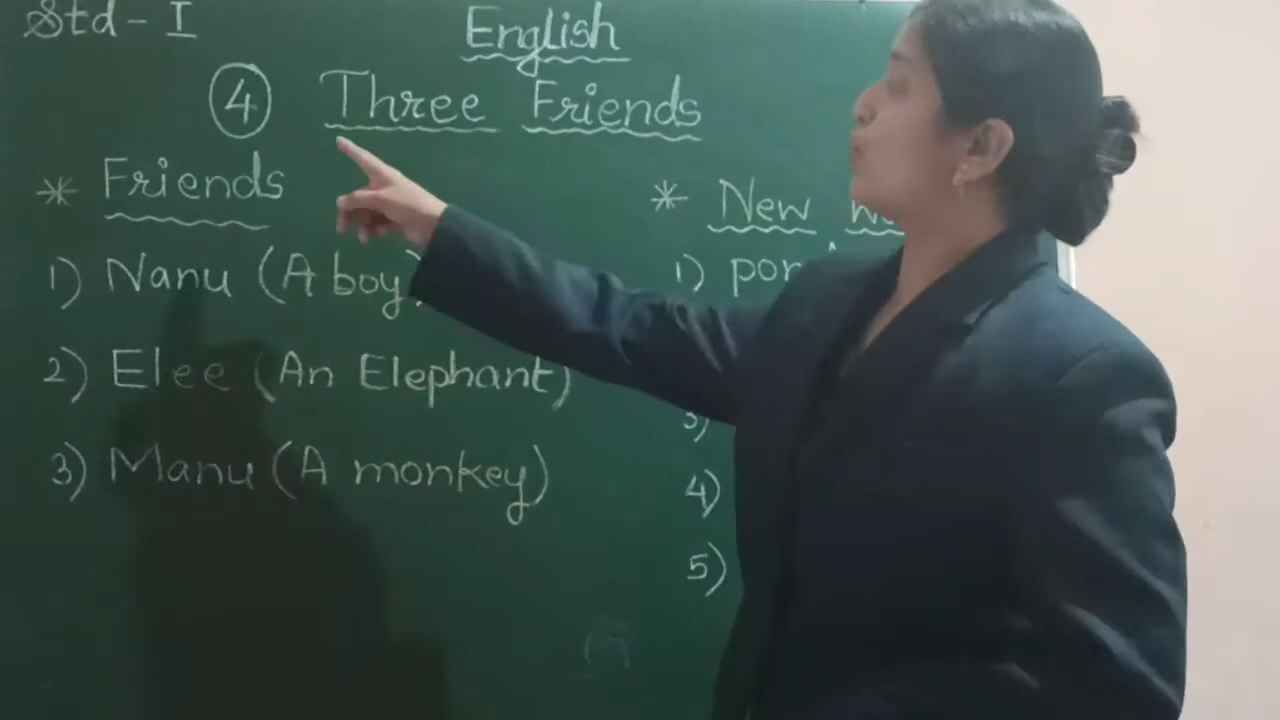 Std - I
English
4 Three Friends
* Friends
1) Nanu (A boy)
2) Elee (An Elephant)
3) Manu (A monkey)
* New
1)
3)
4)
5)